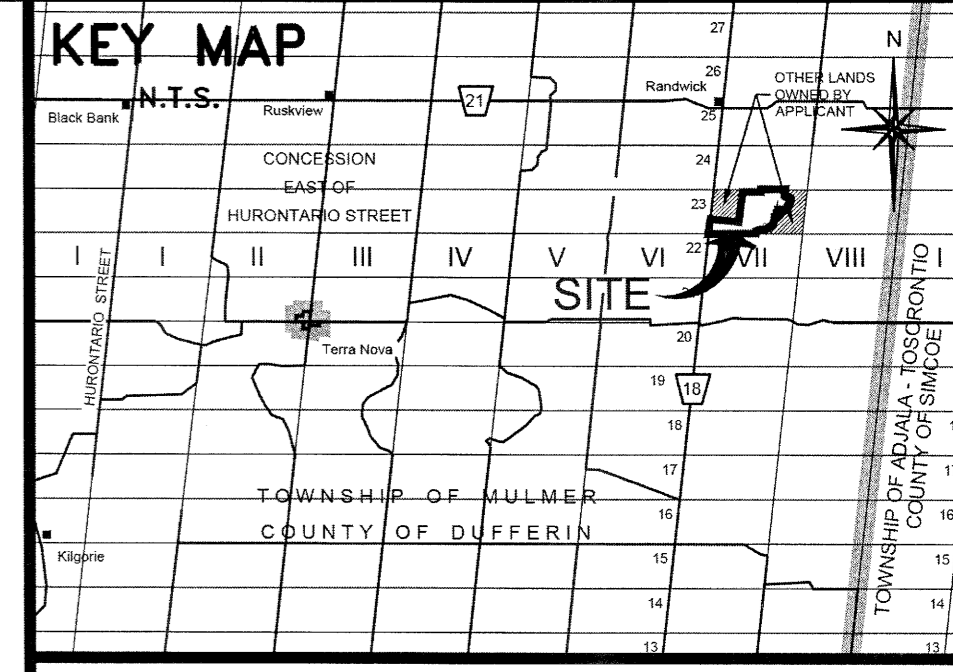 KEY MAP
N.T.S.
27
N
26
Randwick
OTHER LANDS
OWNED BY
APPLICANT
21
Ruskview
Black Bank
25
CONCESSION
EAST OF
HURONTARIO STREET
24
23
22
I
I
II
III
IV
V
VI
VII
VIII
I
HURONTARIO STREET
SITE
Terra Nova
20
19
18
18
17
TOWNSHIP OF MULMER
COUNTY OF DUFFERIN
16
15
14
13
Kilgorie
TOWNSHIP OF ADJALA - TOSORONTIO
COUNTY OF SIMCOE
16
15
14
13